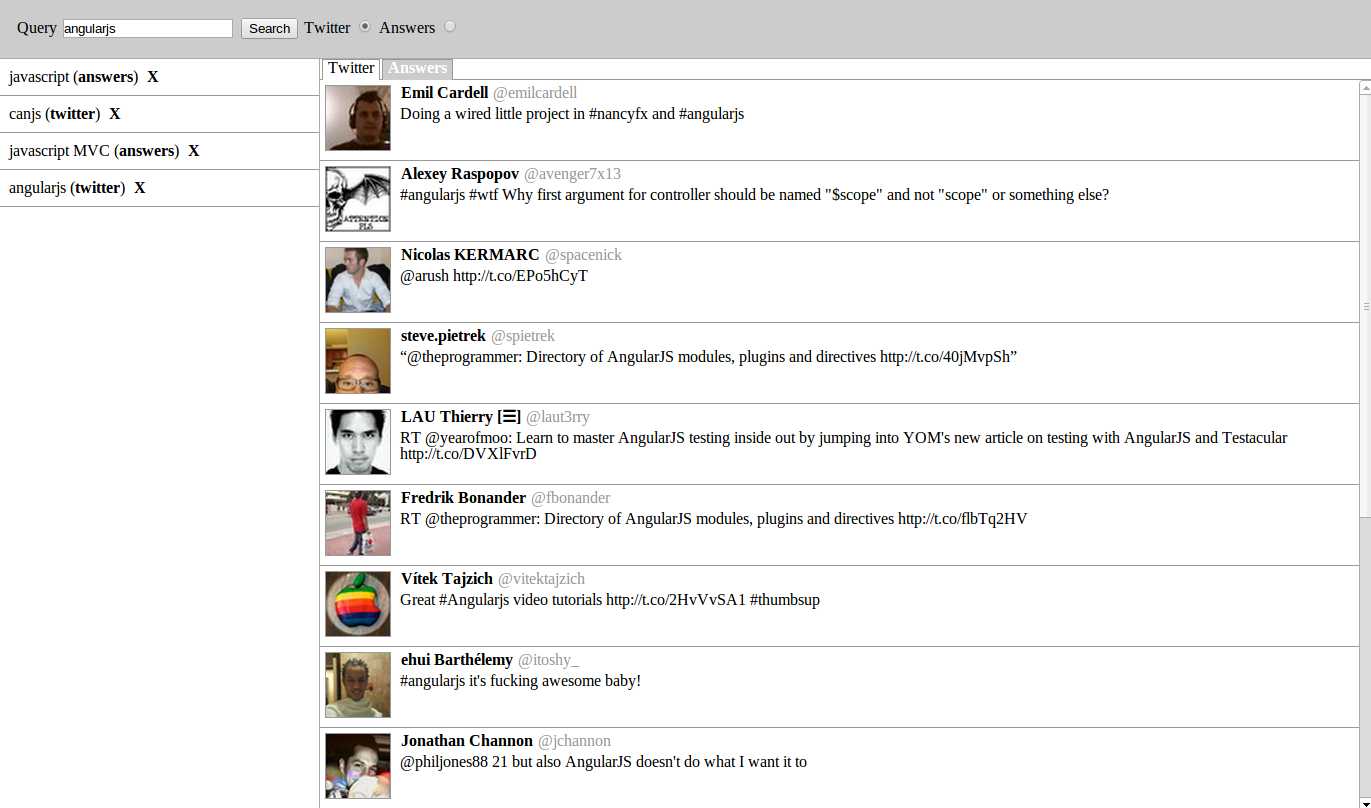 Query angularjs Search Twitter Answers
javascript (answers) X
canjs (twitter) X
javascript MVC (answers) X
angularjs (twitter) X
Twitter Answers
Emil Cardell @emilcardell
Doing a wired little project in #nancyfx and #angularjs
ATTENTION PLS
Alexey Raspopov @avenger7x13
#angularjs #wtf Why first argument for controller should be named "$scope" and not "scope" or something else?
Nicolas KERMARC @spacenick
@arush http://t.co/EPo5hCyT
steve.pietrek @spietrek
“@theprogrammer: Directory of AngularJS modules, plugins and directives http://t.co/40jMvpSh”
LAU Thierry [☰] @laut3rry
RT @yearofmoo: Learn to master AngularJS testing inside out by jumping into YOM's new article on testing with AngularJS and Testacular
http://t.co/DVXlFvrD
Fredrik Bonander @fbonander
RT @theprogrammer: Directory of AngularJS modules, plugins and directives http://t.co/flbTq2HV
Vítek Tajzich @vitektajzich
Great #Angularjs video tutorials http://t.co/2HvVvSA1 #thumbsup
ehui Barthélemy @itoshy_
#angularjs it's fucking awesome baby!
Jonathan Channon @jchannon
@philjones88 21 but also AngularJS doesn't do what I want it to